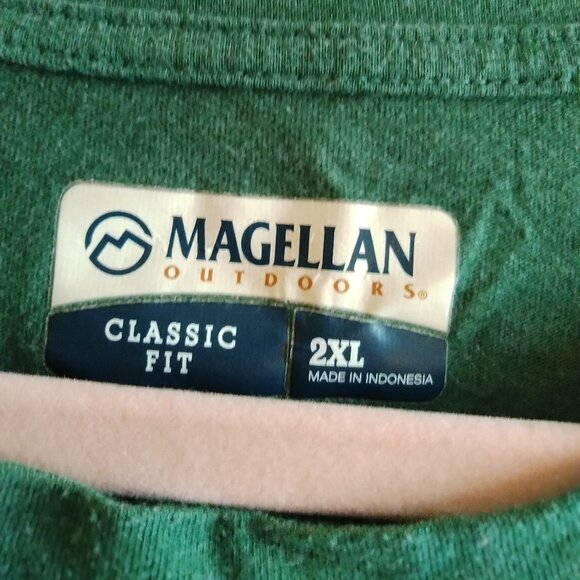 MAGELLAN
OUTDOORS®
CLASSIC
FIT
2XL
MADE IN INDONESIA